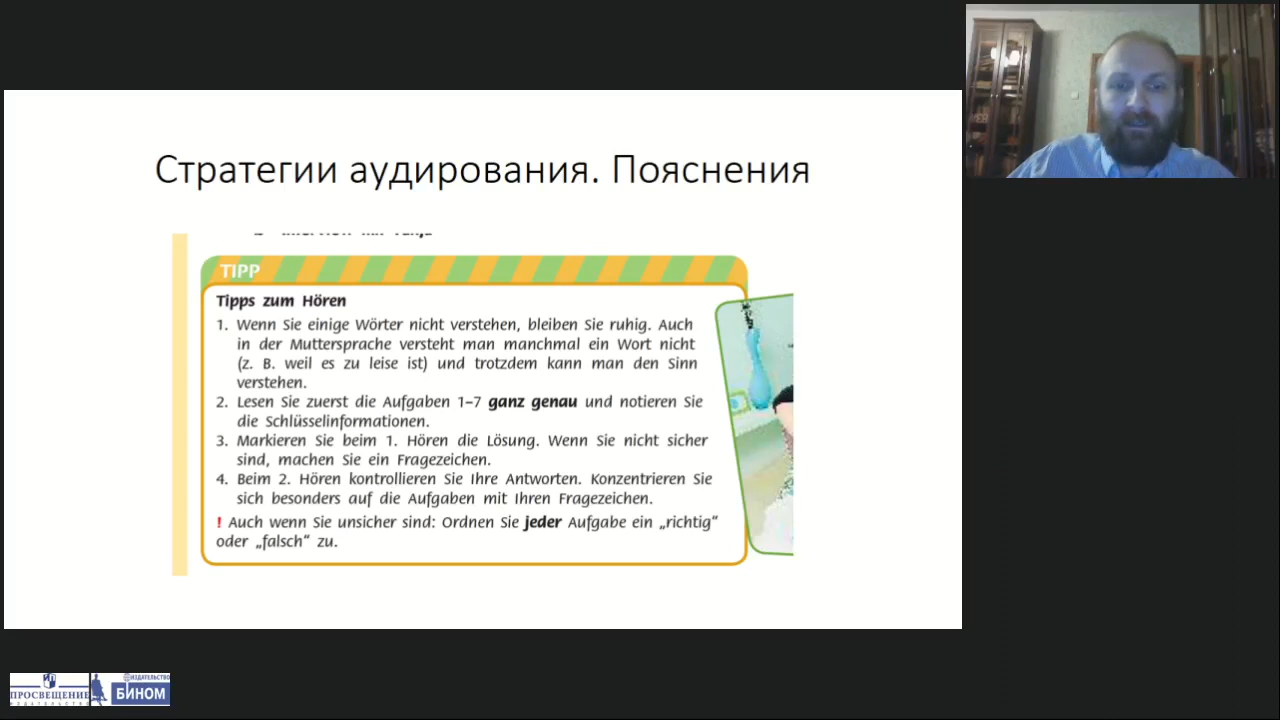 Стратегии аудирования. Пояснения
TIPP
Tipps zum Hören
1. Wenn Sie einige Wörter nicht verstehen, bleiben Sie ruhig. Auch
in der Muttersprache versteht man manchmal ein Wort nicht
(z. B. weil es zu leise ist) und trotzdem kann man den Sinn
verstehen.
2. Lesen Sie zuerst die Aufgaben 1–7 ganz genau und notieren Sie
die Schlüsselinformationen.
3. Markieren Sie beim 1. Hören die Lösung. Wenn Sie nicht sicher
sind, machen Sie ein Fragezeichen.
4. Beim 2. Hören kontrollieren Sie Ihre Antworten. Konzentrieren Sie
sich besonders auf die Aufgaben mit Ihren Fragezeichen.
! Auch wenn Sie unsicher sind: Ordnen Sie jeder Aufgabe ein „richtig“
oder „falsch“ zu.
ПРОСВЕЩЕНИЕ
ИЗДАТЕЛЬСТВО
ИЗДАТЕЛЬСТВО
БИНОМ